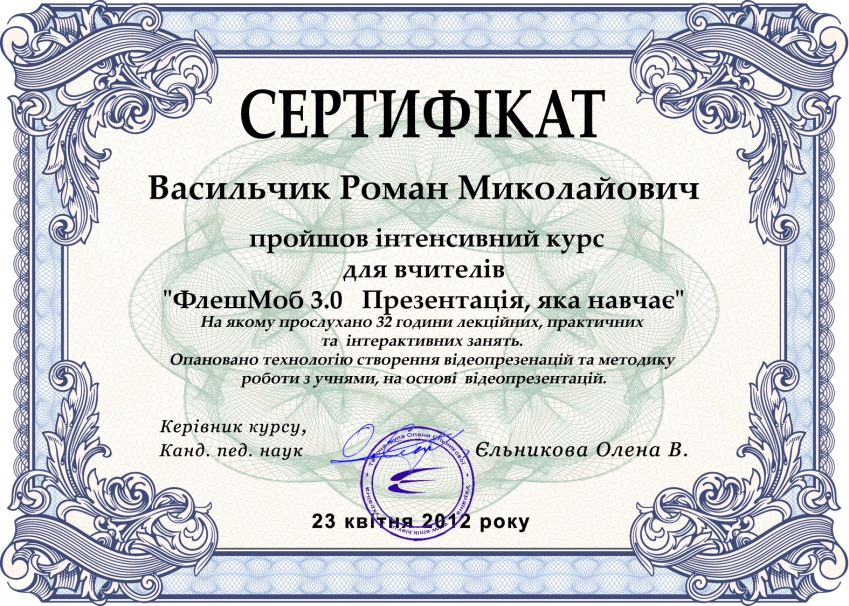 СЕРТИФІКАТ
Васильчик Роман Миколайович
пройшов інтенсивний курс
для вчителів
"ФлешМоб 3.0 Презентація, яка навчає"
На якому прослухано 32 години лекційних, практичних
та інтерактивних занять.
Опановано технологію створення відеопрезенацій та методику
роботи з учнями, на основі відеопрезентацій.
Керівник курсу,
Канд. пед. наук Єльникова Олена В.
23 квітня 2012 року